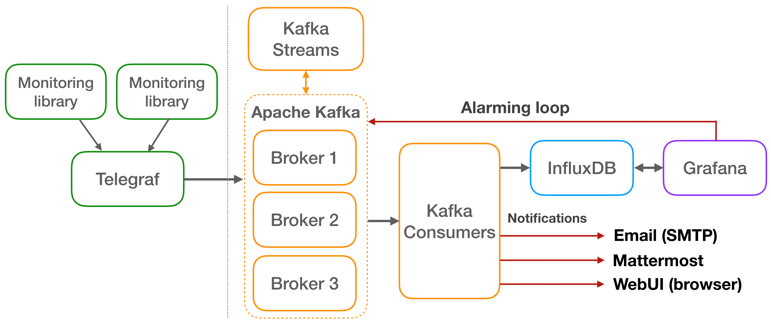 Kafka
Streams
Monitoring
library
Monitoring
library
Apache Kafka
Alarming loop
Broker 1
Telegraf
InfluxDB
Grafana
Broker 2
Kafka
Consumers
Notifications
Email (SMTP)
Mattermost
Broker 3
WebUI (browser)